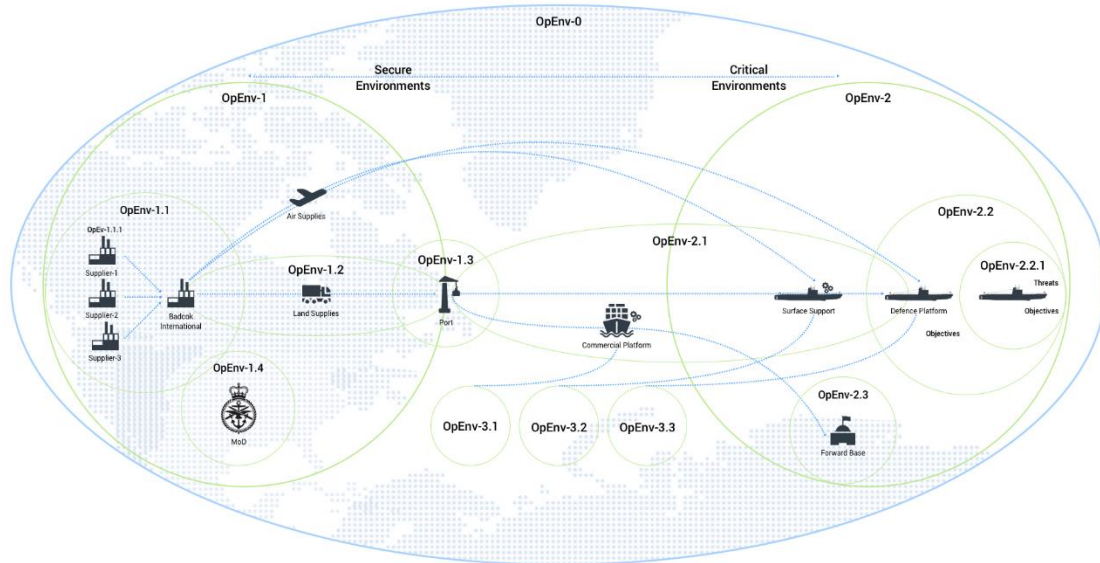 OpEnv-0
Secure
Environments
Critical
Environments
OpEnv-1
OpEnv-2
Air Supplies
OpEnv-1.1
OpEv-1.1.1
Supplier-1
Supplier-2
Supplier-3
Badcok
International
OpEnv-1.2
Land Supplies
OpEnv-1.3
Port
OpEnv-1.4
MoD
OpEnv-2.1
Commercial Platform
Surface Support
OpEnv-2.2
Defence Platform
Objectives
OpEnv-2.2.1
Threats
Objectives
OpEnv-3.1
OpEnv-3.2
OpEnv-3.3
OpEnv-2.3
Forward Base